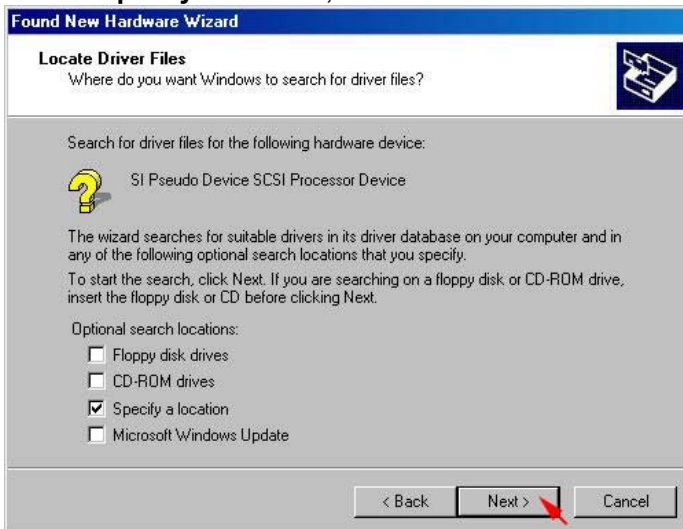 Found New Hardware Wizard
Locate Driver Files
Where do you want Windows to search for driver files?
Search for driver files for the following hardware device:
SI Pseudo Device SCSI Processor Device
The wizard searches for suitable drivers in its driver database on your computer and in
any of the following optional search locations that you specify.
To start the search, click Next. If you are searching on a floppy disk or CD-ROM drive,
insert the floppy disk or CD before clicking Next.
Optional search locations:
Floppy disk drives
CD-ROM drives
Specify a location
Microsoft Windows Update
< Back Next > Cancel